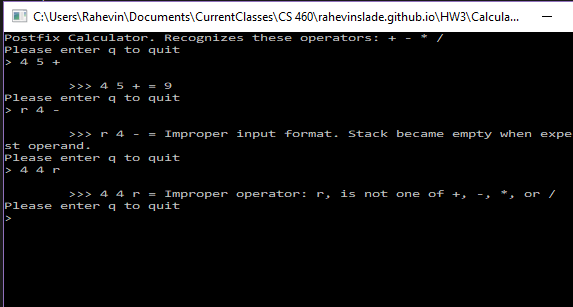 C:\Users\Rahevin\Documents\CurrentClasses\CS 460\rahevinslade.github.io\HW3\Calcula...
Postfix Calculator. Recognizes these operators: + - * /
Please enter q to quit
> 4 5 +
>>> 4 5 + = 9
Please enter q to quit
> r 4 -
>>> r 4 - = Improper input format. Stack became empty when expe
st operand.
Please enter q to quit
> 4 4 r
>>> 4 4 r = Improper operator: r, is not one of +, -, *, or /
Please enter q to quit
>